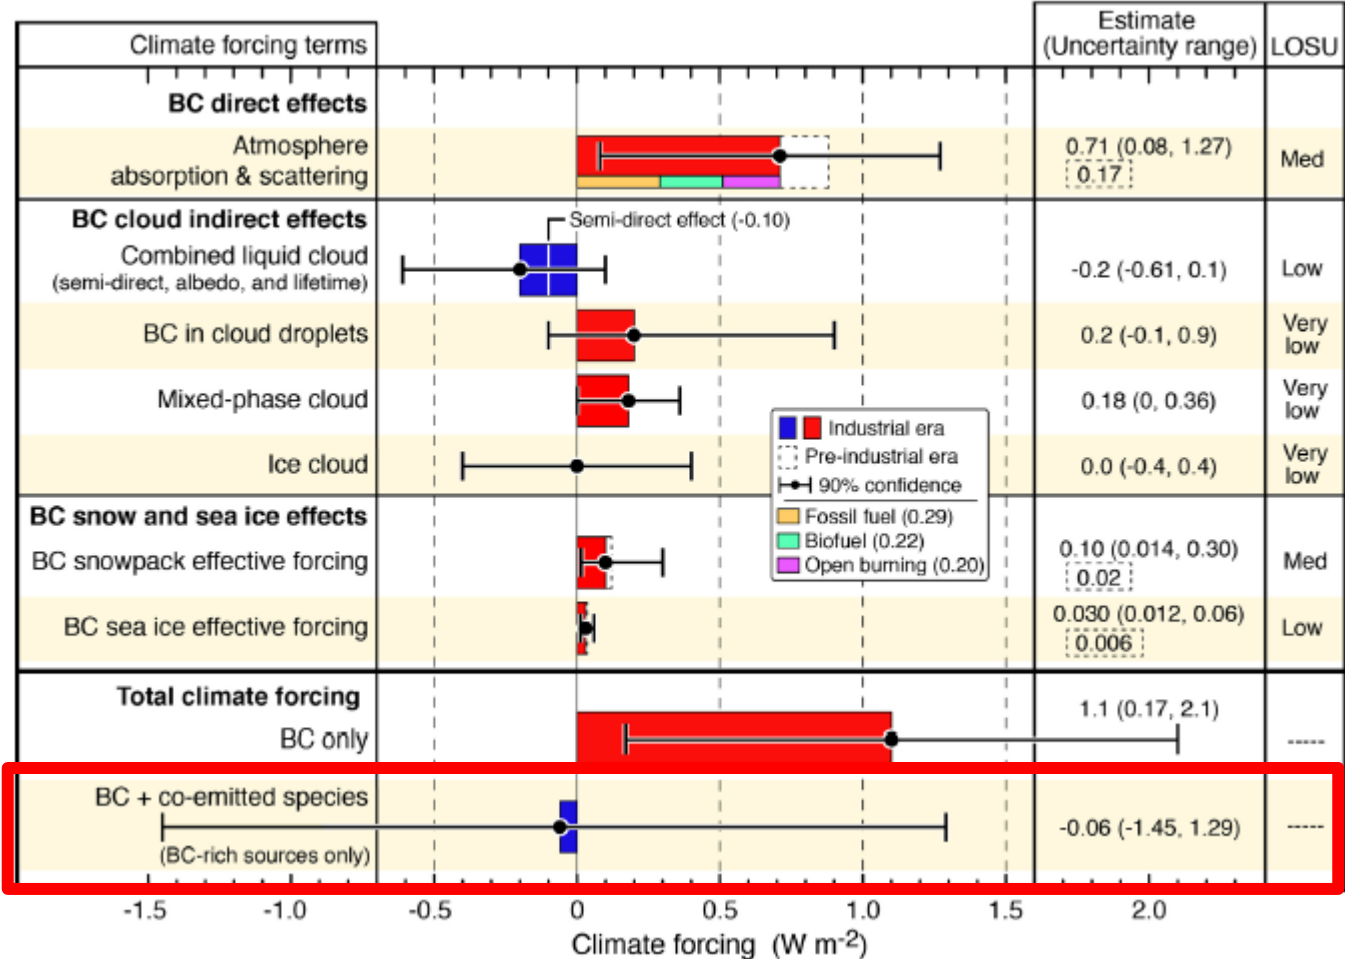 Climate forcing terms
Estimate
(Uncertainty range)
LOSU
BC direct effects
Atmosphere
absorption & scattering
0.71 (0.08, 1.27)
0.17
Med
BC cloud indirect effects
Semi-direct effect (-0.10)
Combined liquid cloud
(semi-direct, albedo, and lifetime)
-0.2 (-0.61, 0.1)
Low
BC in cloud droplets
0.2 (-0.1, 0.9)
Very
low
Mixed-phase cloud
0.18 (0, 0.36)
Very
low
Ice cloud
0.0 (-0.4, 0.4)
Very
low
Industrial era
Pre-industrial era
90% confidence
Fossil fuel (0.29)
Biofuel (0.22)
Open burning (0.20)
BC snow and sea ice effects
BC snowpack effective forcing
0.10 (0.014, 0.30)
0.02
Med
BC sea ice effective forcing
0.030 (0.012, 0.06)
0.006
Low
Total climate forcing
BC only
1.1 (0.17, 2.1)
-----
BC + co-emitted species
(BC-rich sources only)
-0.06 (-1.45, 1.29)
-----
-1.5 -1.0 -0.5 0 0.5 1.0 1.5 2.0
Climate forcing (W m-2)